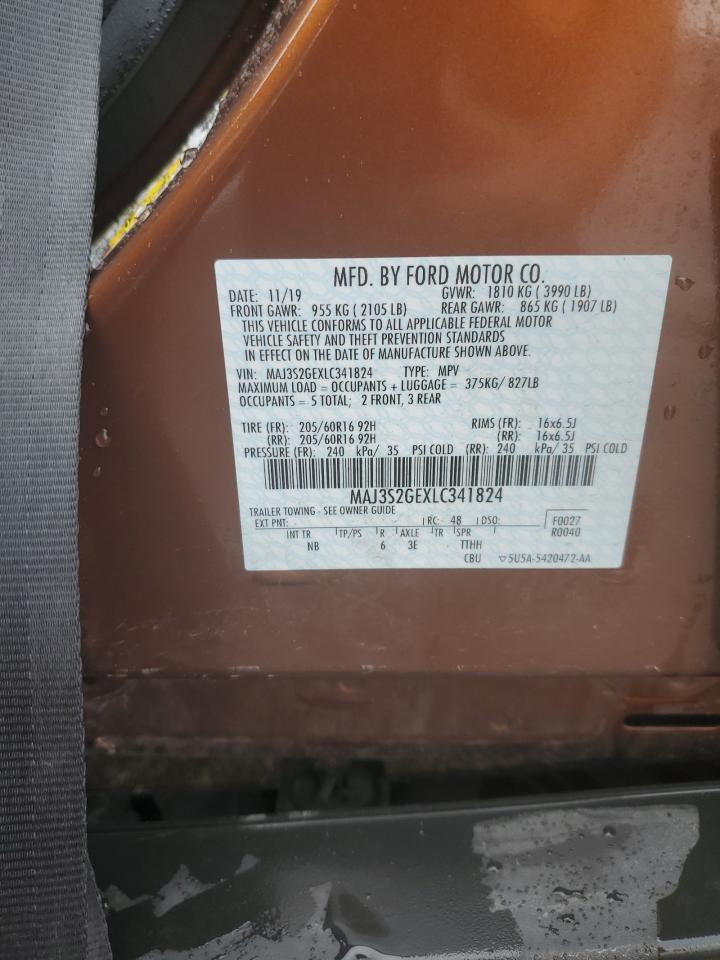 MFD. BY FORD MOTOR CO.
DATE: 11/19 GVWR: 1810 KG ( 3990 LB)
FRONT GAWR: 955 KG ( 2105 LB) REAR GAWR: 865 KG ( 1907 LB)
THIS VEHICLE CONFORMS TO ALL APPLICABLE FEDERAL MOTOR
VEHICLE SAFETY AND THEFT PREVENTION STANDARDS
IN EFFECT ON THE DATE OF MANUFACTURE SHOWN ABOVE.
VIN: MAJ3S2GEXLC341824 TYPE: MPV
MAXIMUM LOAD = OCCUPANTS + LUGGAGE = 375KG/ 827LB
OCCUPANTS = 5 TOTAL; 2 FRONT, 3 REAR
TIRE (FR): 205/60R16 92H RIMS (FR): 16x6.5J
(RR): 205/60R16 92H (RR): 16x6.5J
PRESSURE (FR): 240 kPa/ 35 PSI COLD (RR): 240 kPa/ 35 PSI COLD
MAJ3S2GEXLC341824
TRAILER TOWING - SEE OWNER GUIDE
EXT PNT: RC: 48 DSO: F0027
INT TR TP/PS R AXLE TR SPR R0040
NB 6 3E TTHH
CBU 5U5A-5420472-AA